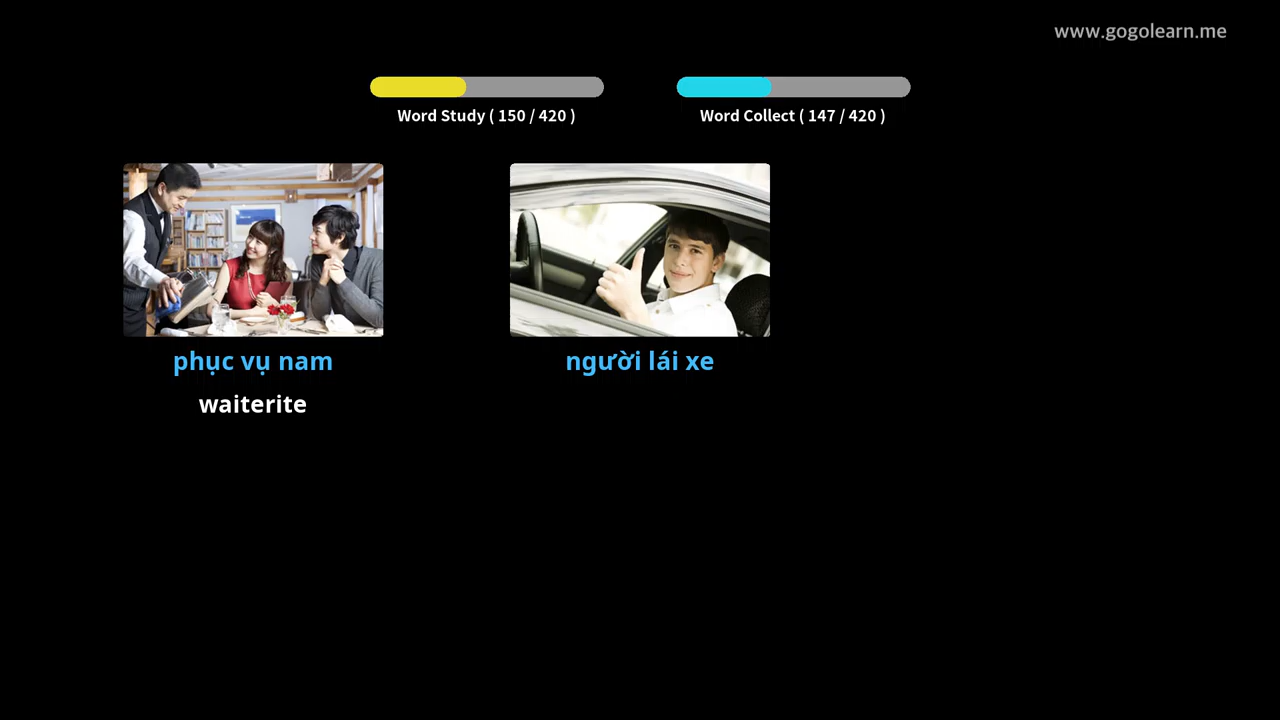 www.gogolearn.me
Word Study ( 150 / 420 )
Word Collect ( 147 / 420 )
phục vụ nam
người lái xe
waiterite